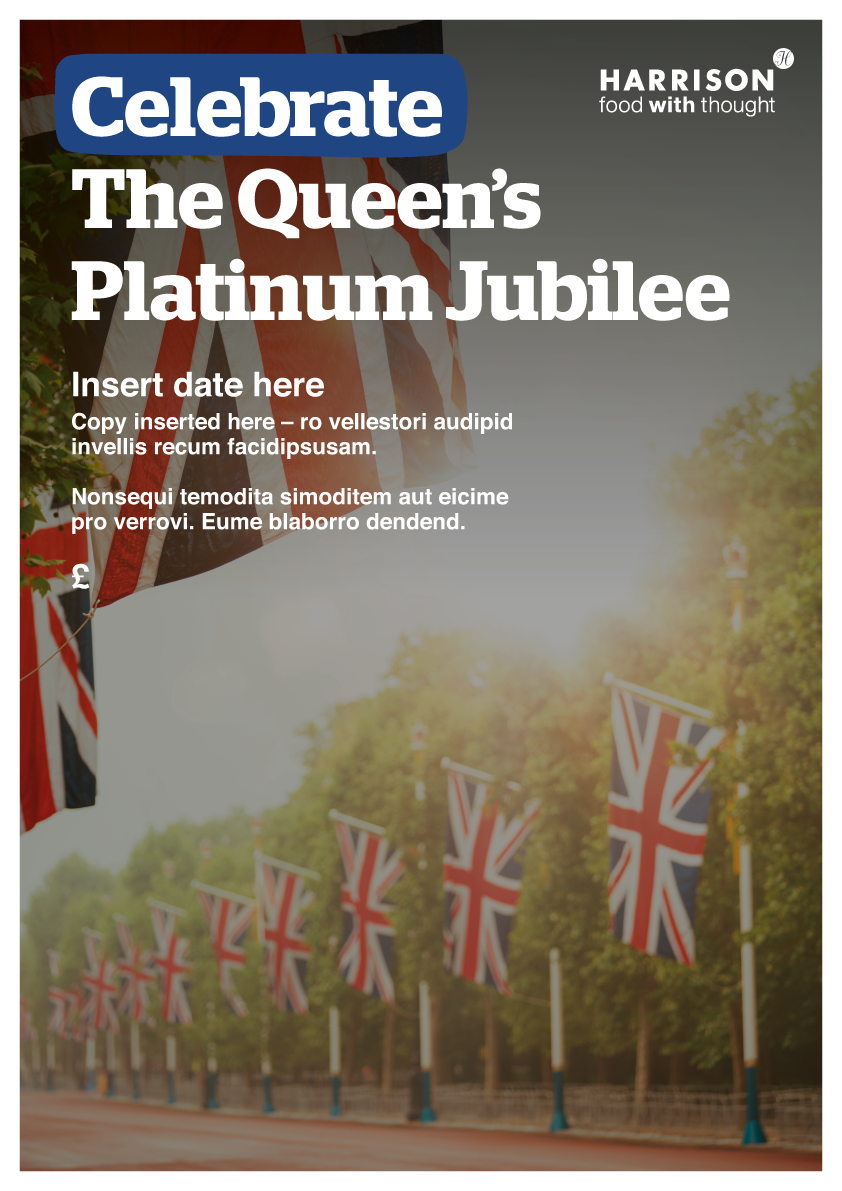 Celebrate
HARRISON
food with thought
The Queen’s
Platinum Jubilee
Insert date here
Copy inserted here – ro vellestori audipid
invellis recum facidipsusam.
Nonsequi temodita simoditem aut eicime
pro verrovi. Eume blaborro dendend.
£